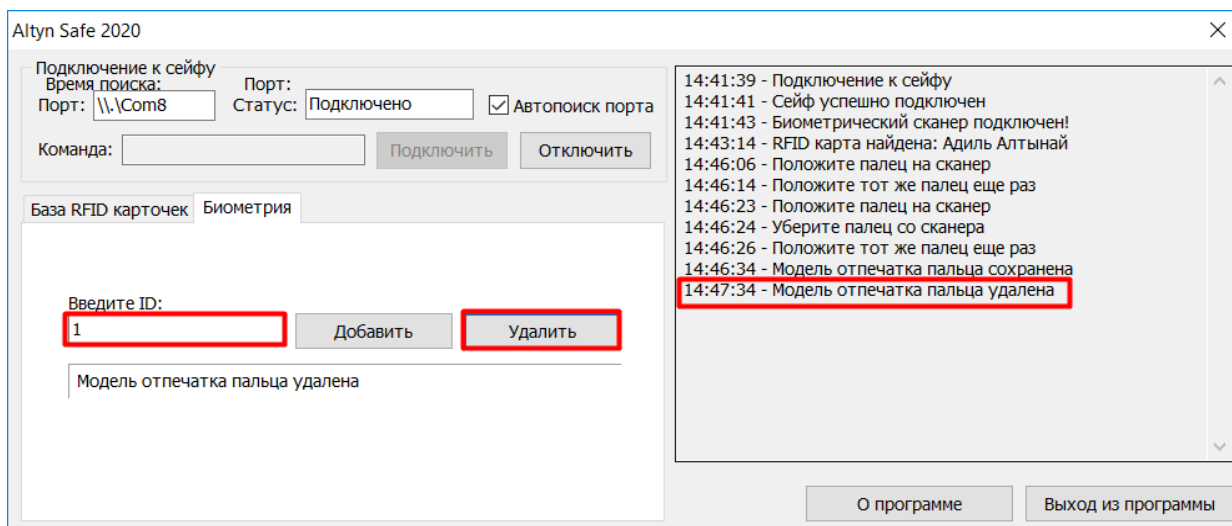 Altyn Safe 2020
Подключение к сейфу
Время поиска: Порт:
Порт: \\.\Com8 Статус: Подключено Автопоиск порта
Команда: Подключить Отключить
База RFID карточек Биометрия
Введите ID:
1 Добавить Удалить
Модель отпечатка пальца удалена
14:41:39 - Подключение к сейфу
14:41:41 - Сейф успешно подключен
14:41:43 - Биометрический сканер подключен!
14:43:14 - RFID карта найдена: Адиль Алтынай
14:46:06 - Положите палец на сканер
14:46:14 - Положите тот же палец еще раз
14:46:23 - Положите палец на сканер
14:46:24 - Уберите палец со сканера
14:46:26 - Положите тот же палец еще раз
14:46:34 - Модель отпечатка пальца сохранена
14:47:34 - Модель отпечатка пальца удалена
О программе Выход из программы